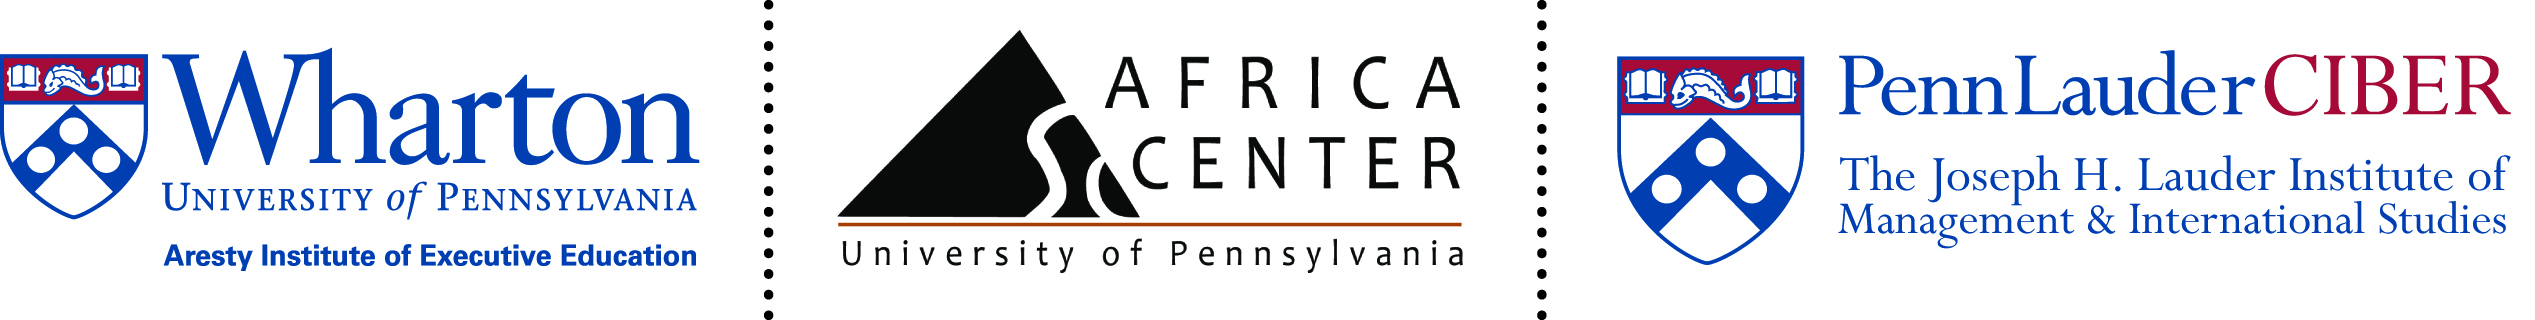 Wharton
UNIVERSITY of PENNSYLVANIA
Aresty Institute of Executive Education
AFRICA
CENTER
University of Pennsylvania
PennLauderCIBER
The Joseph H. Lauder Institute of
Management & International Studies